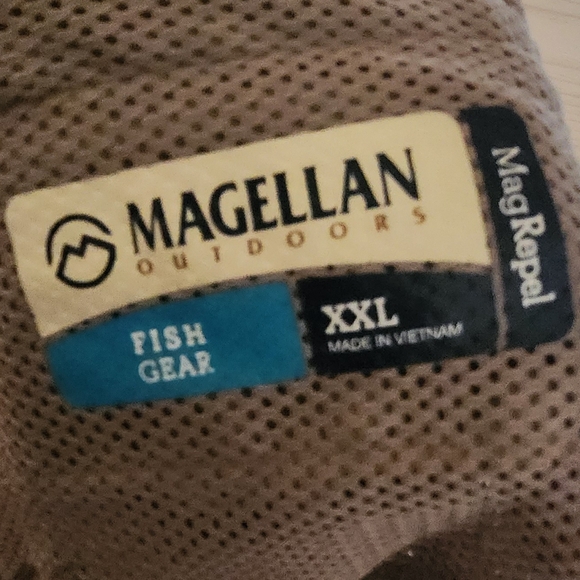 MAGELLAN
OUTDOORS
FISH
GEAR
XXL
MADE IN VIETNAM
MagRepel